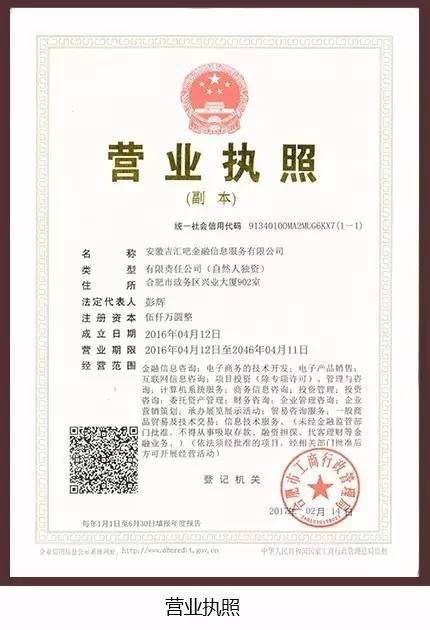 营业执照
(副 本)
统一社会信用代码 91340100MA2MUG6KX7(1-1)
名 称 安徽吉汇吧金融信息服务有限公司
类 型 有限责任公司(自然人独资)
住 所 合肥市政务区兴业大厦902室
法定代表人 彭辉
注册资本 伍仟万圆整
成立日期 2016年04月12日
营业期限 2016年04月12日至2046年04月11日
经营范围 金融信息咨询;电子商务的技术开发;电子产品销售;
互联网信息咨询;项目投资(除专项许可)、管理与咨
询;计算机系统服务;商务信息咨询;投资管理;投资
咨询;委托资产管理;财务咨询;企业管理咨询;企业
营销策划;承办展览展示活动;贸易咨询服务;一般商
品贸易及技术交易;信息技术服务。(未经金融监管部
门批准,不得从事吸收存款、融资担保、代客理财等金
融业务。)(依法须经批准的项目,经相关部门批准后
方可开展经营活动)
登记机关
合肥市工商行政管理局
2017年 02月 14日
每年1月1日至6月30日填报年度报告
企业信用信息公示系统网址:http://www.ahcredit.gov.cn
中华人民共和国国家工商行政管理总局监制
营业执照